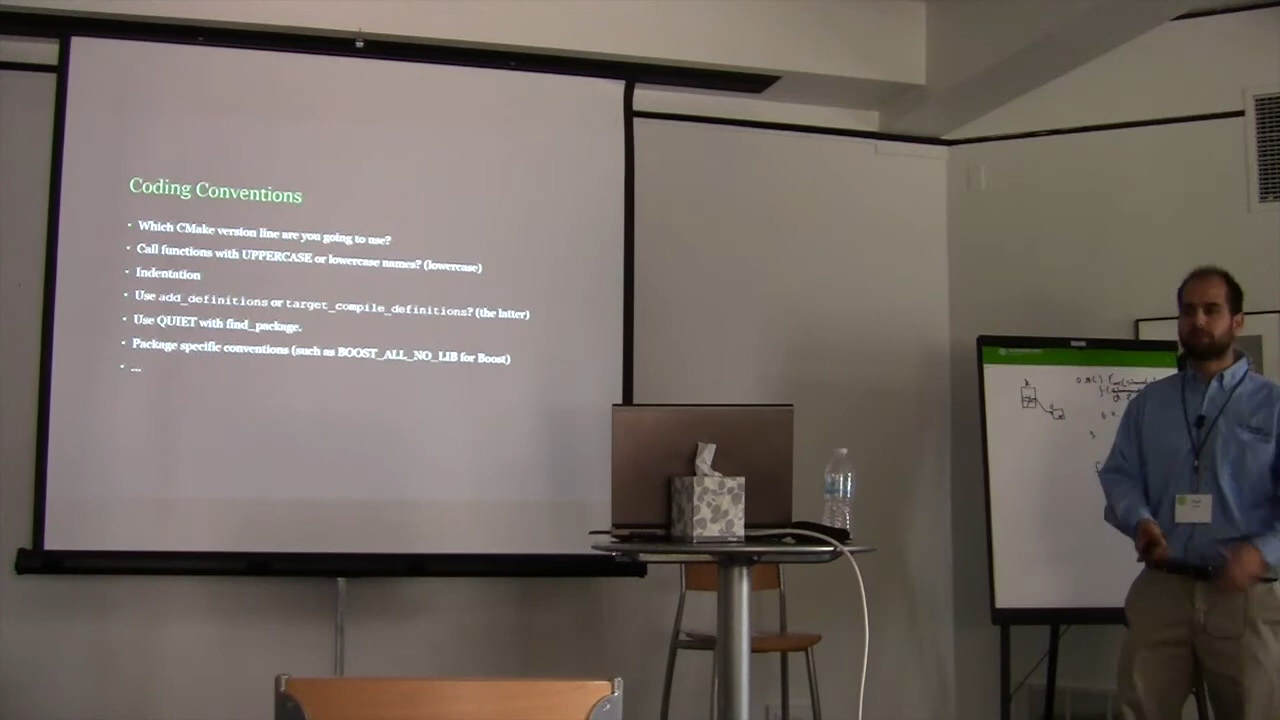 Coding Conventions
• Which CMake version line are you going to use?
• Call functions with UPPERCASE or lowercase names? (lowercase)
• Indentation
• Use add_definitions or target_compile_definitions? (the latter)
• Use QUIET with find_package.
• Package specific conventions (such as BOOST_ALL_NO_LIB for Boost)
• ...